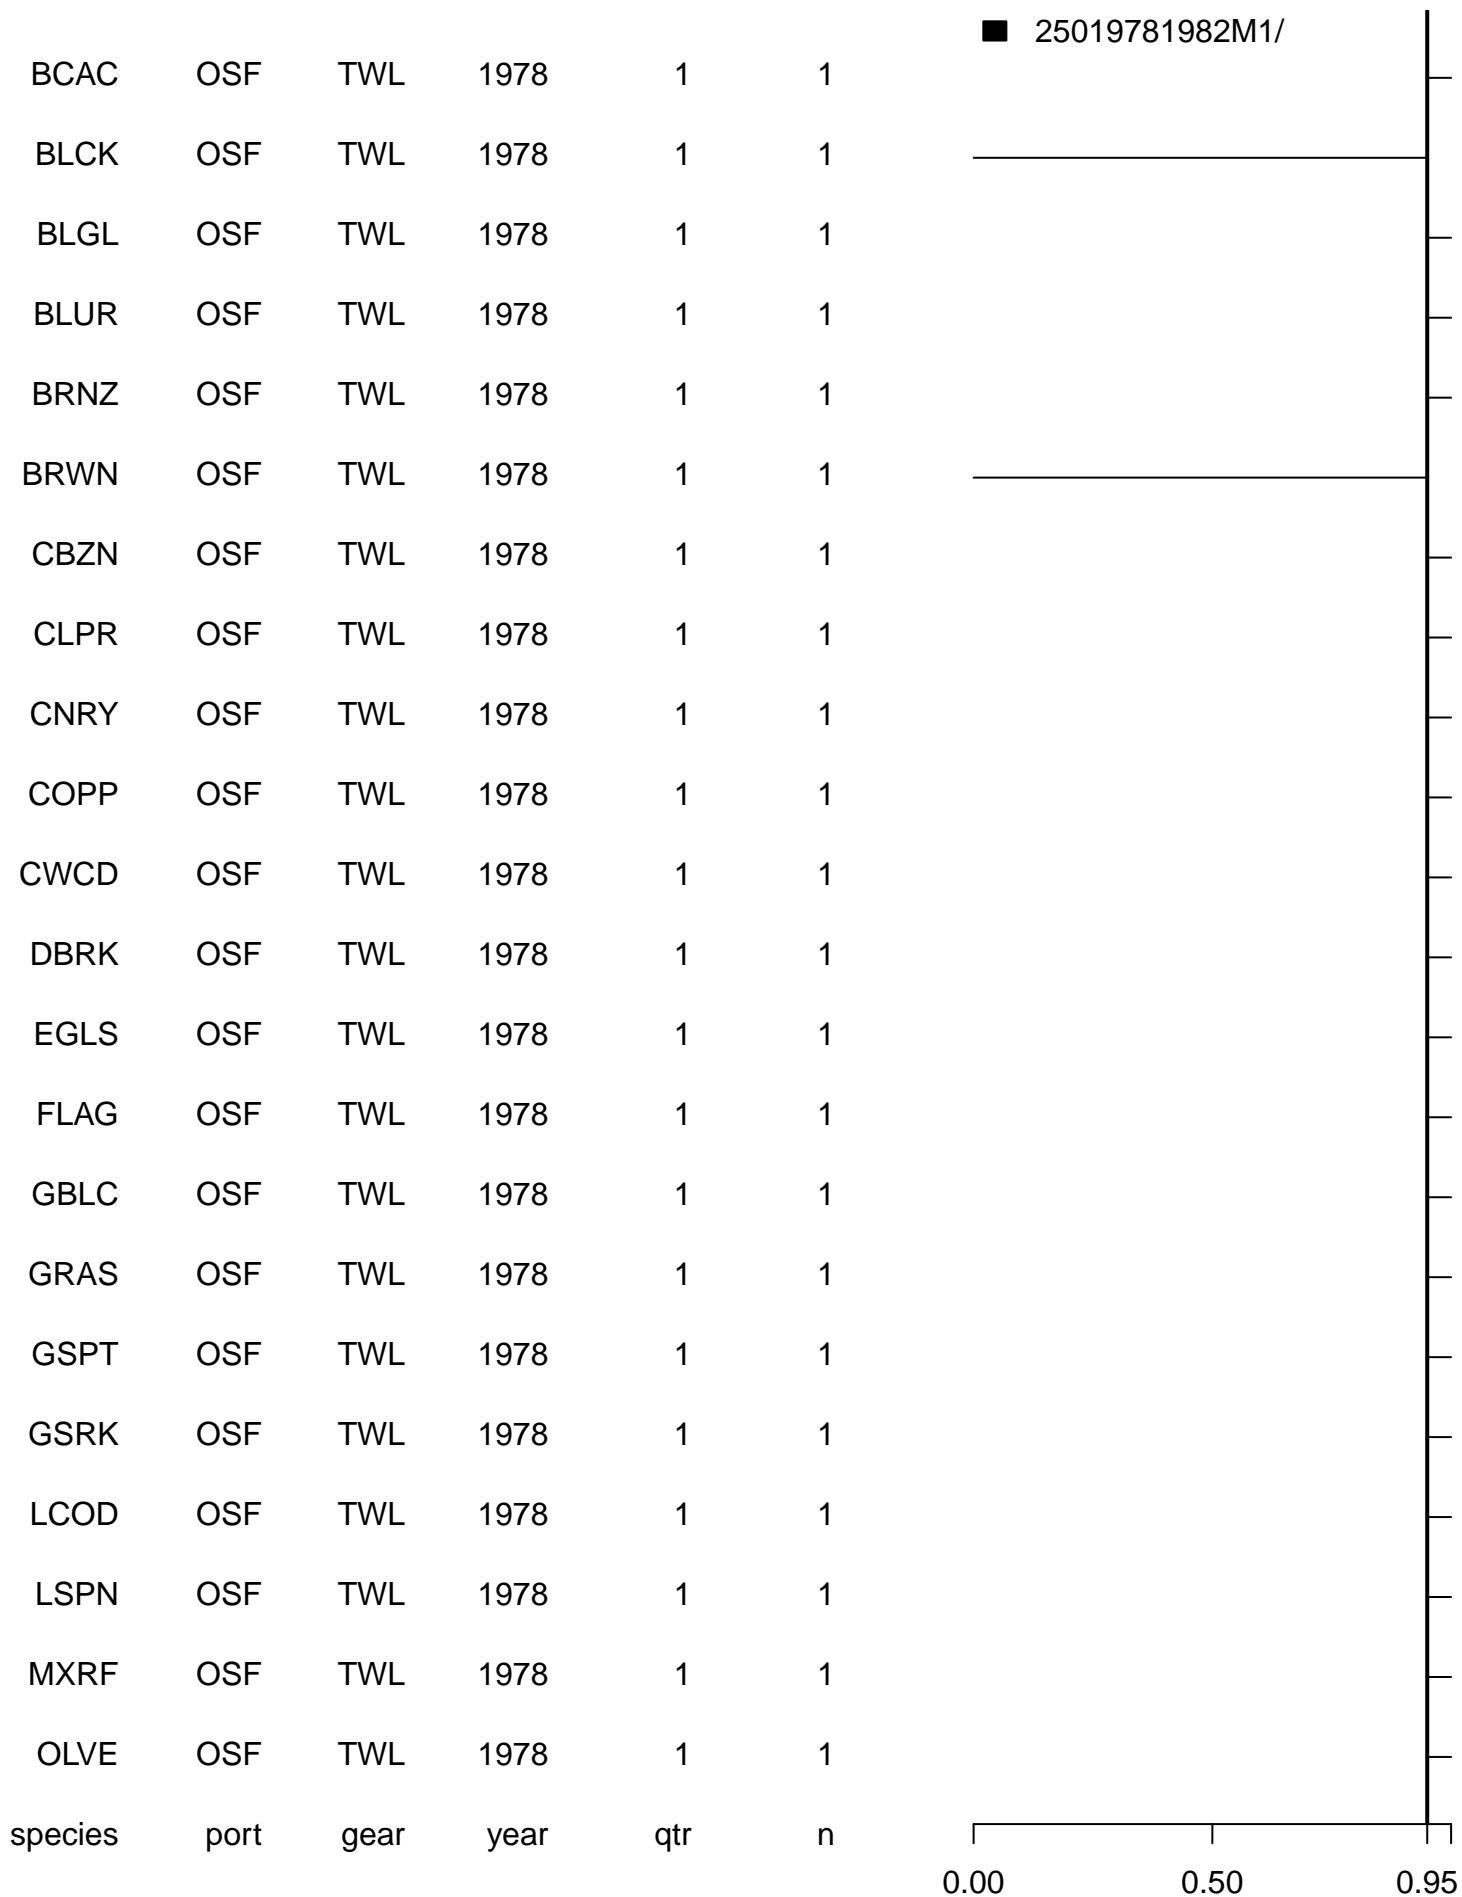 25019781982M1/
BCAC OSF TWL 1978 1 1
BLCK OSF TWL 1978 1 1
BLGL OSF TWL 1978 1 1
BLUR OSF TWL 1978 1 1
BRNZ OSF TWL 1978 1 1
BRWN OSF TWL 1978 1 1
CBZN OSF TWL 1978 1 1
CLPR OSF TWL 1978 1 1
CNRY OSF TWL 1978 1 1
COPP OSF TWL 1978 1 1
CWCD OSF TWL 1978 1 1
DBRK OSF TWL 1978 1 1
EGLS OSF TWL 1978 1 1
FLAG OSF TWL 1978 1 1
GBLC OSF TWL 1978 1 1
GRAS OSF TWL 1978 1 1
GSPT OSF TWL 1978 1 1
GSRK OSF TWL 1978 1 1
LCOD OSF TWL 1978 1 1
LSPN OSF TWL 1978 1 1
MXRF OSF TWL 1978 1 1
OLVE OSF TWL 1978 1 1
species port gear year qtr n
0.00 0.50 0.95